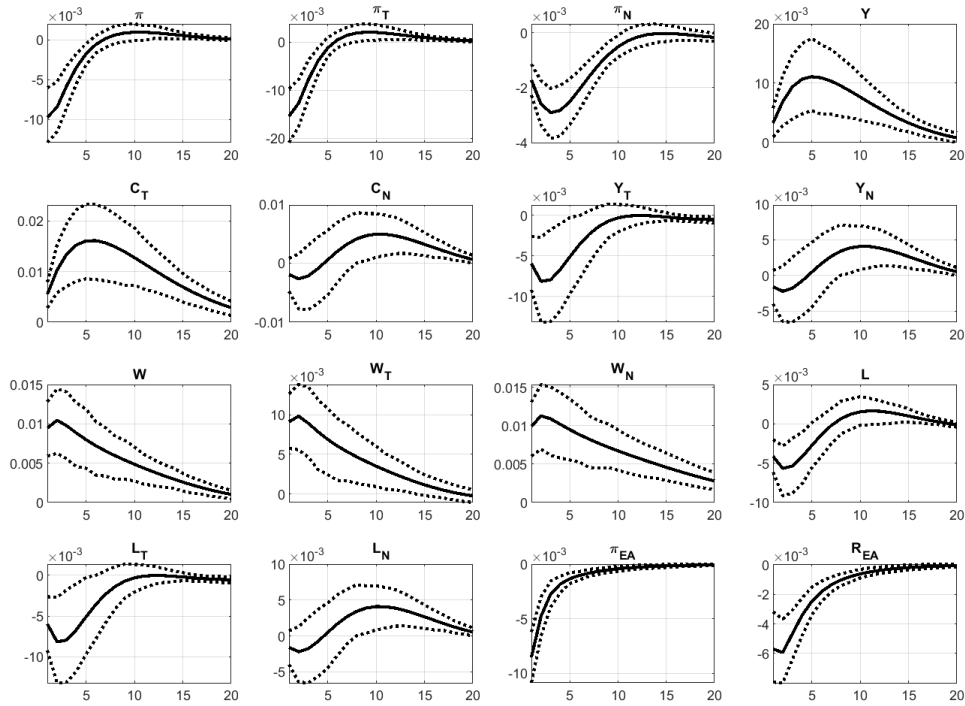 ×10⁻³ π ×10⁻³ π_T ×10⁻³ π_N ×10⁻³ Y
0 0 0 20
-5 -10 -2 10
-10 -20 -4 0
5 10 15 20 5 10 15 20 5 10 15 20 5 10 15 20
C_T C_N ×10⁻³ Y_T ×10⁻³ Y_N
0.02 0.01 0 10
0.01 0 -5 5
0 -0.01 -10 0
-5
5 10 15 20 5 10 15 20 5 10 15 20 5 10 15 20
W ×10⁻³ W_T W_N ×10⁻³ L
0.015 10 0.015 5
0.01 5 0.01 0
0.005 0 0.005 -5
0 0 -10
5 10 15 20 5 10 15 20 5 10 15 20 5 10 15 20
×10⁻³ L_T ×10⁻³ L_N ×10⁻³ π_EA ×10⁻³ R_EA
0 10 0 0
-5 5 -5 -2
-10 0 -10 -4
-5 -6
5 10 15 20 5 10 15 20 5 10 15 20 5 10 15 20